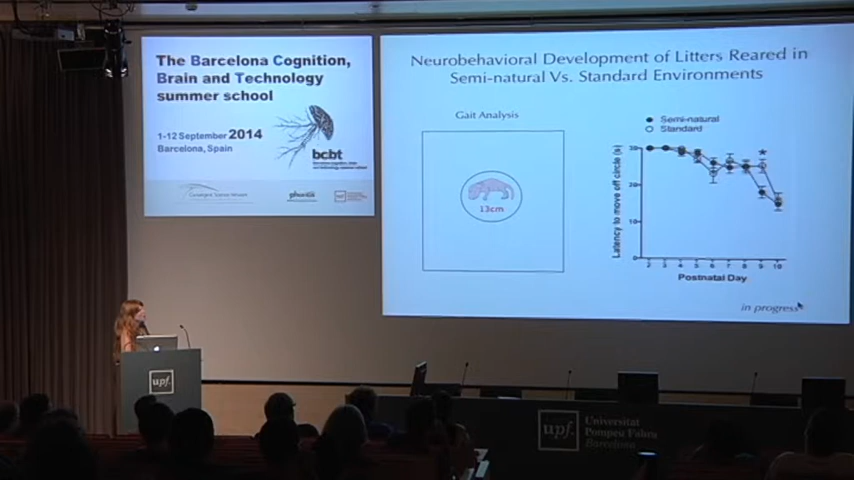 The Barcelona Cognition,
Brain and Technology
summer school
1-12 September 2014
Barcelona, Spain
bcbt
Neurobehavioral Development of Litters Reared in
Semi-natural Vs. Standard Environments
Gait Analysis
13cm
Semi-natural
Standard
Latency to move off circle (s)
30
20
10
0
2 3 4 5 6 7 8 9 10
*
Postnatal Day
in progress
upf.
upf.
Universitat
Pompeu Fabra
Barcelona